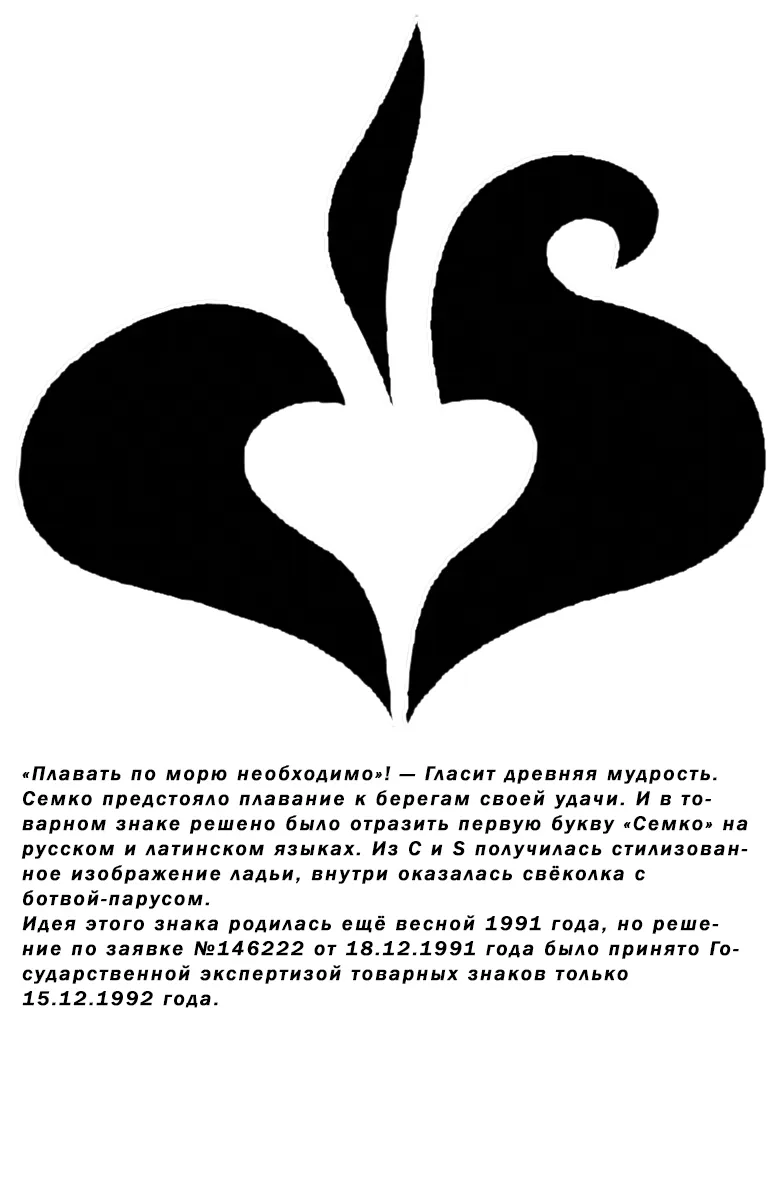 «Плавать по морю необходимо»! — Гласит древняя мудрость.
Семко предстояло плавание к берегам своей удачи. И в то-
варном знаке решено было отразить первую букву «Семко» на
русском и латинском языках. Из С и S получилась стилизован-
ное изображение ладьи, внутри оказалась свёколка с
ботвой-парусом.
Идея этого знака родилась ещё весной 1991 года, но реше-
ние по заявке №146222 от 18.12.1991 года было принято Го-
сударственной экспертизой товарных знаков только
15.12.1992 года.